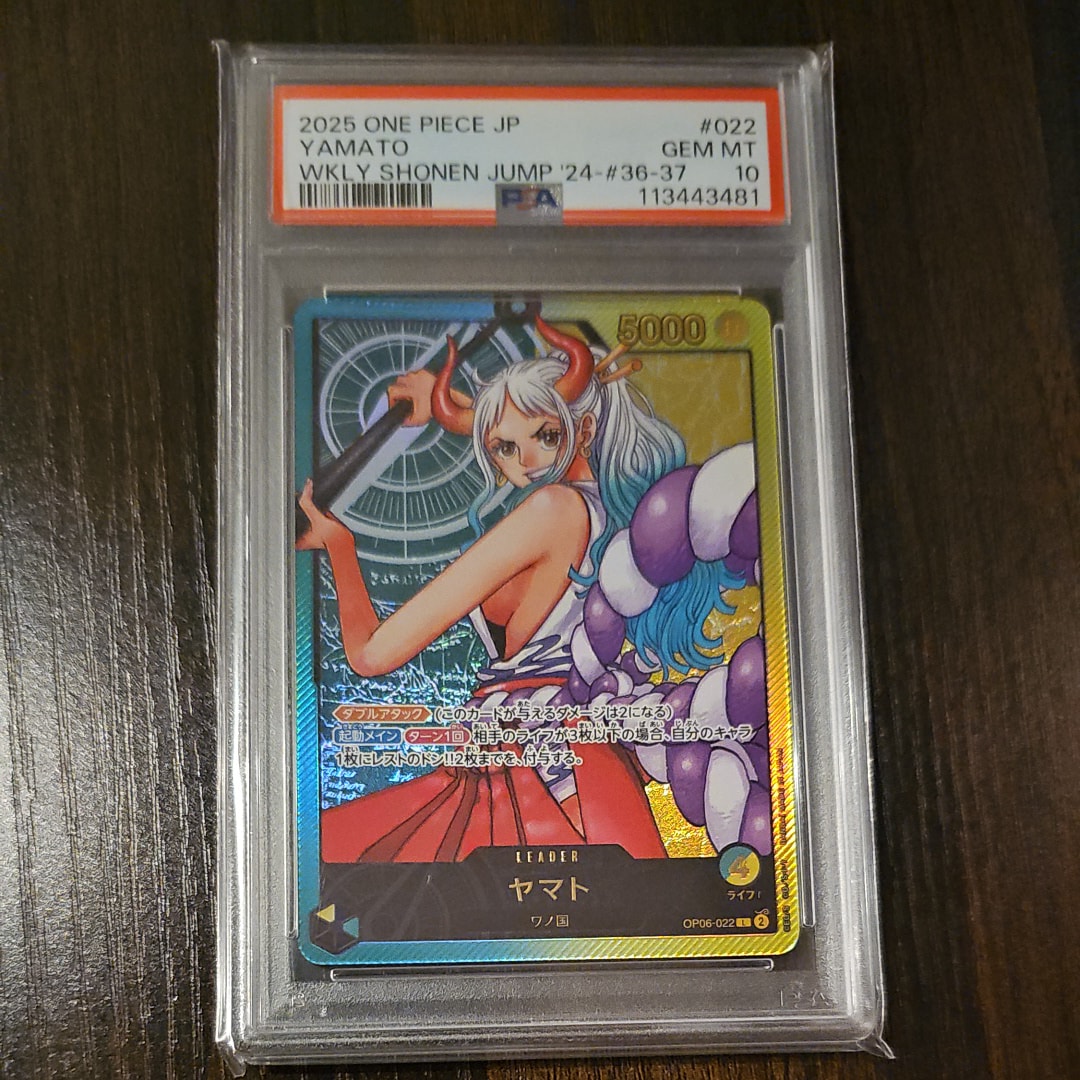 2025 ONE PIECE JP #022
YAMATO GEM MT
WKLY SHONEN JUMP '24-#36-37 10
PSA 113443481
5000
ダブルアタック (このカードが与えるダメージは2になる)
起動メイン ターン1回 相手のライフが3枚以下の場合、自分のキャラ
1枚にレストのドン!!2枚までを、付与する。
LEADER
ヤマト
ワノ国
4
ライフ
OP06-022 L 2